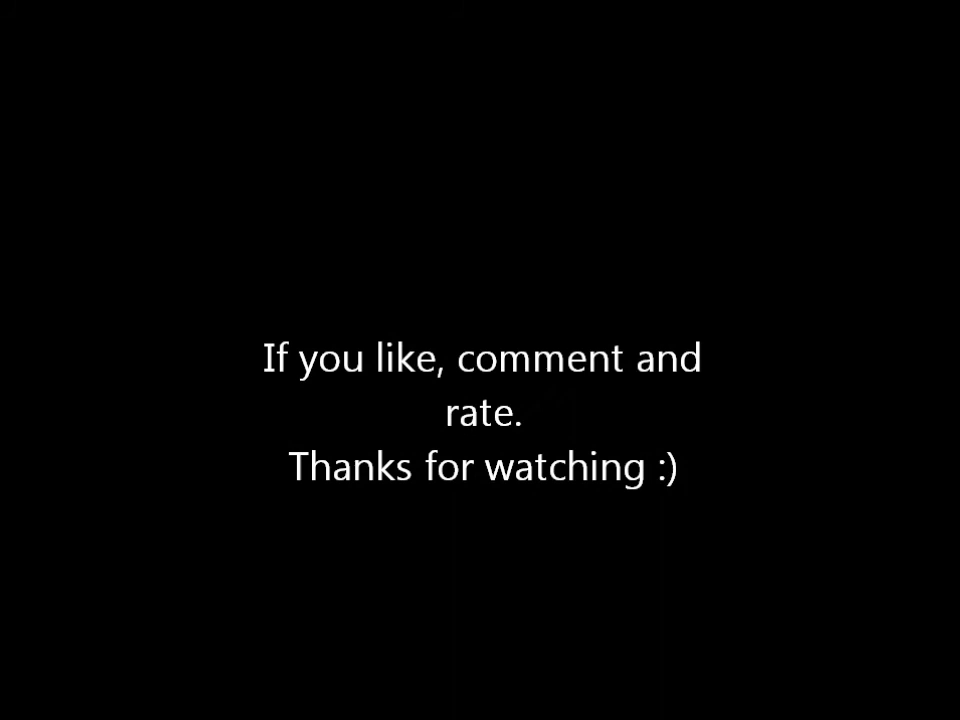 If you like, comment and
rate.
Thanks for watching :)